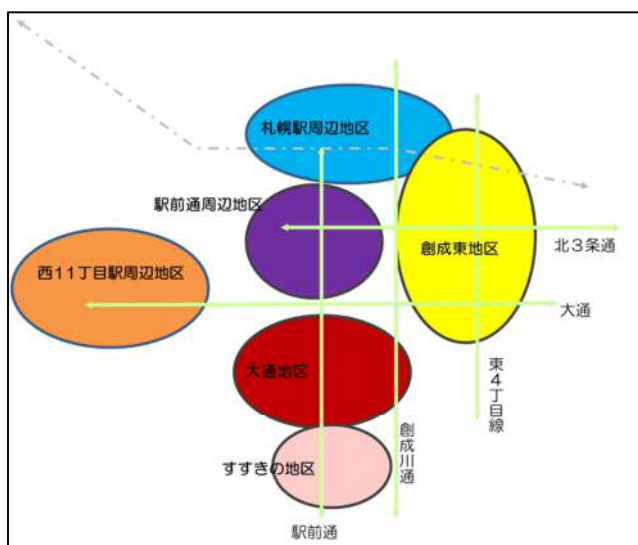 札幌駅周辺地区
駅前通周辺地区
創成東地区
北３条通
西１１丁目駅周辺地区
大通
大通地区
東４丁目線
創成川通
すすきの地区
駅前通